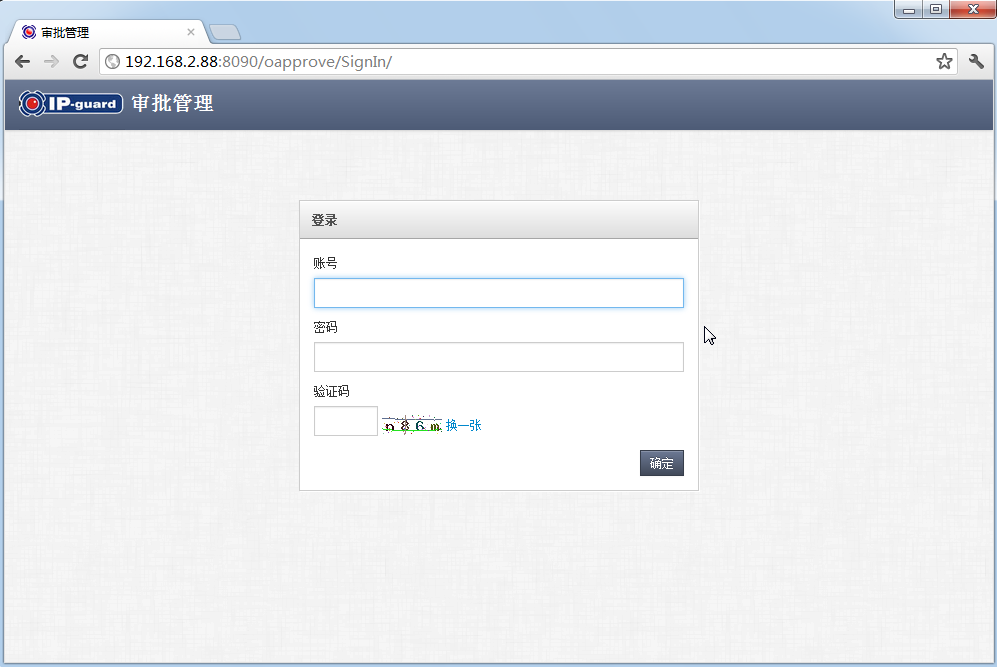 审批管理
192.168.2.88:8090/oapprove/SignIn/
IP-guard 审批管理
登录
账号
密码
验证码
n 8 6 m 换一张
确定